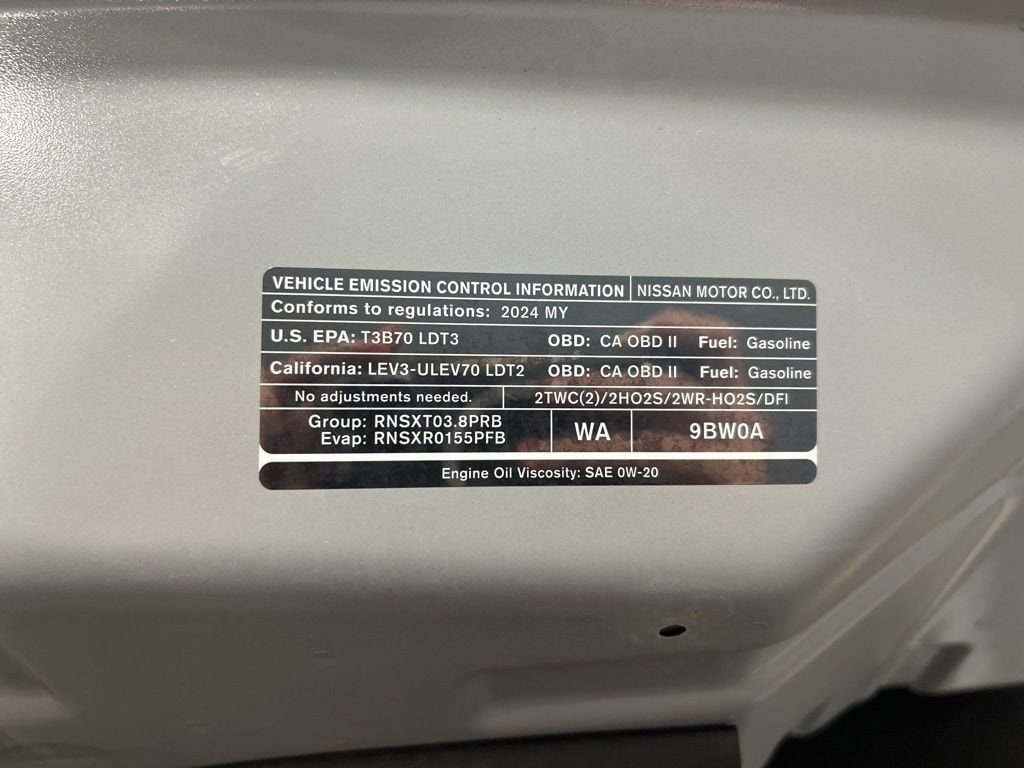 VEHICLE EMISSION CONTROL INFORMATION NISSAN MOTOR CO., LTD.
Conforms to regulations: 2024 MY
U.S. EPA: T3B70 LDT3 OBD: CA OBD II Fuel: Gasoline
California: LEV3-ULEV70 LDT2 OBD: CA OBD II Fuel: Gasoline
No adjustments needed. 2TWC(2)/2HO2S/2WR-HO2S/DFI
Group: RNSXT03.8PRB
Evap: RNSXR0155PFB
WA
9BW0A
Engine Oil Viscosity: SAE 0W-20